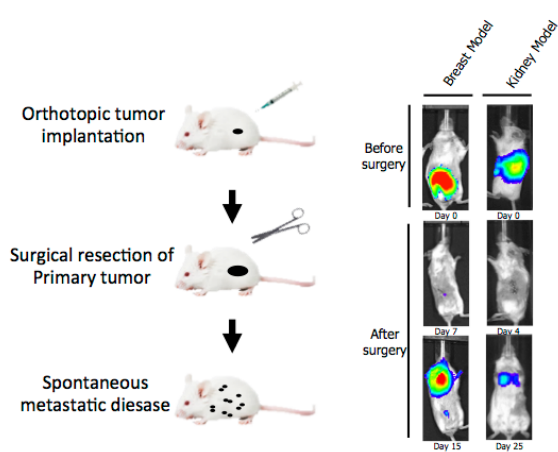 Breast Model
Kidney Model
Orthotopic tumor
implantation
Before
surgery
Day 0
Day 0
Surgical resection of
Primary tumor
Day 7
Day 4
After
surgery
Spontaneous
metastatic diesase
Day 15
Day 25